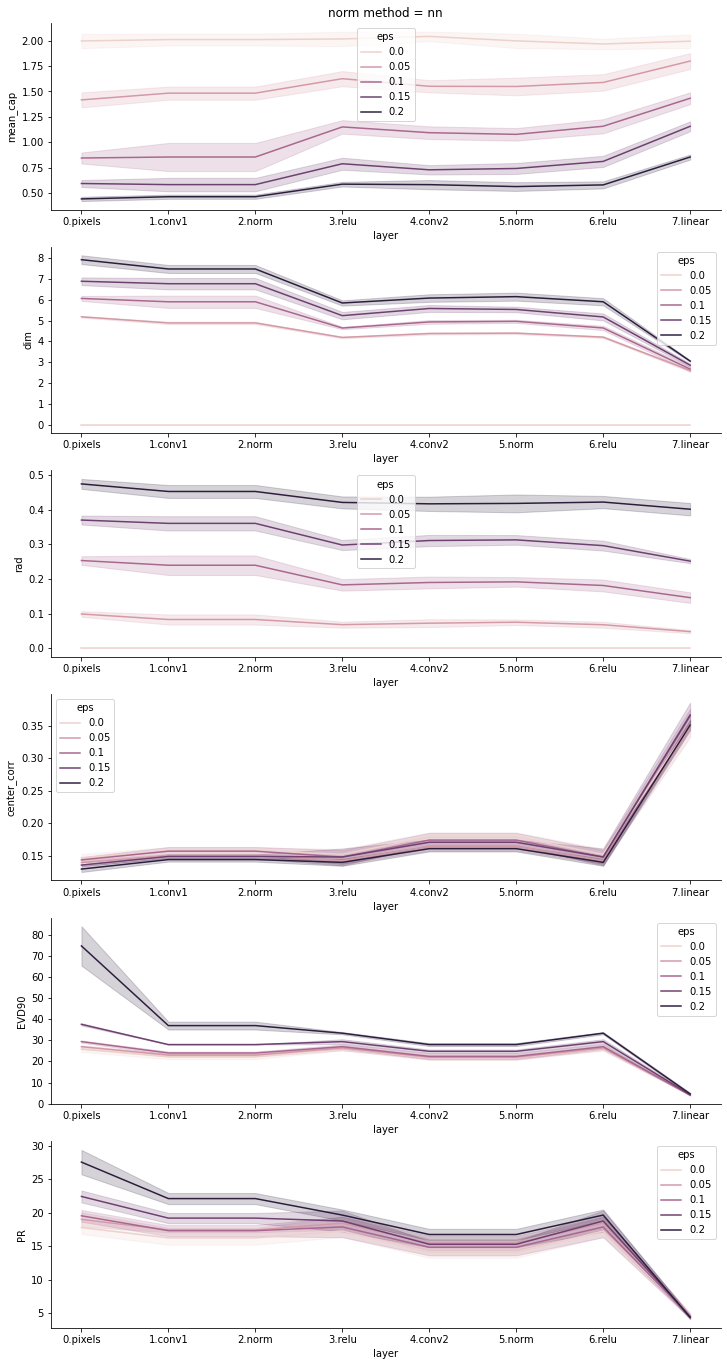 norm method = nn
mean_cap
2.00
1.75
1.50
1.25
1.00
0.75
0.50
eps
0.0
0.05
0.1
0.15
0.2
0.pixels 1.conv1 2.norm 3.relu 4.conv2 5.norm 6.relu 7.linear
layer
dim
8
7
6
5
4
3
2
1
0
eps
0.0
0.05
0.1
0.15
0.2
0.pixels 1.conv1 2.norm 3.relu 4.conv2 5.norm 6.relu 7.linear
layer
rad
0.5
0.4
0.3
0.2
0.1
0.0
eps
0.0
0.05
0.1
0.15
0.2
0.pixels 1.conv1 2.norm 3.relu 4.conv2 5.norm 6.relu 7.linear
layer
center_corr
0.35
0.30
0.25
0.20
0.15
eps
0.0
0.05
0.1
0.15
0.2
0.pixels 1.conv1 2.norm 3.relu 4.conv2 5.norm 6.relu 7.linear
layer
EVD90
80
70
60
50
40
30
20
10
0
eps
0.0
0.05
0.1
0.15
0.2
0.pixels 1.conv1 2.norm 3.relu 4.conv2 5.norm 6.relu 7.linear
layer
PR
30
25
20
15
10
5
eps
0.0
0.05
0.1
0.15
0.2
0.pixels 1.conv1 2.norm 3.relu 4.conv2 5.norm 6.relu 7.linear
layer